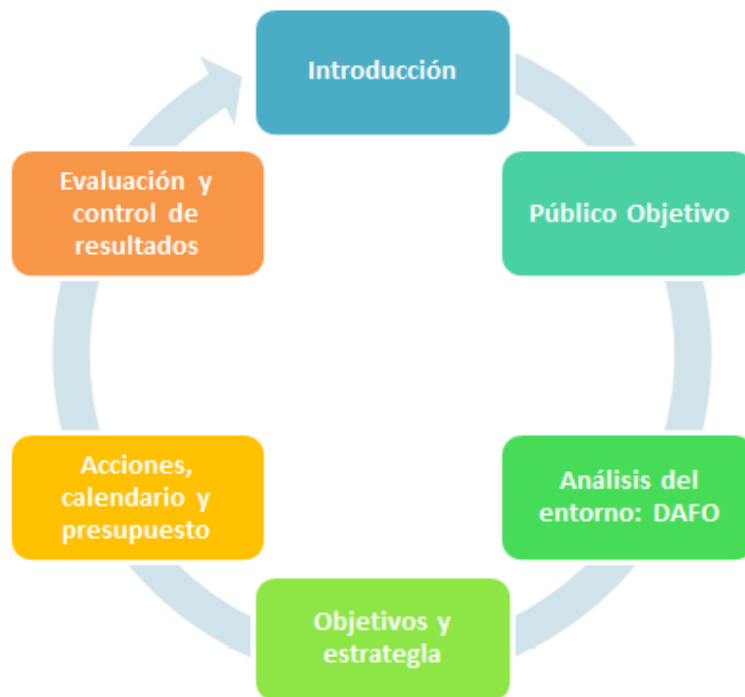 Introducción
Público Objetivo
Análisis del
entorno: DAFO
Objetivos y
estrategla
Acciones,
calendario y
presupuesto
Evaluación y
control de
resultados